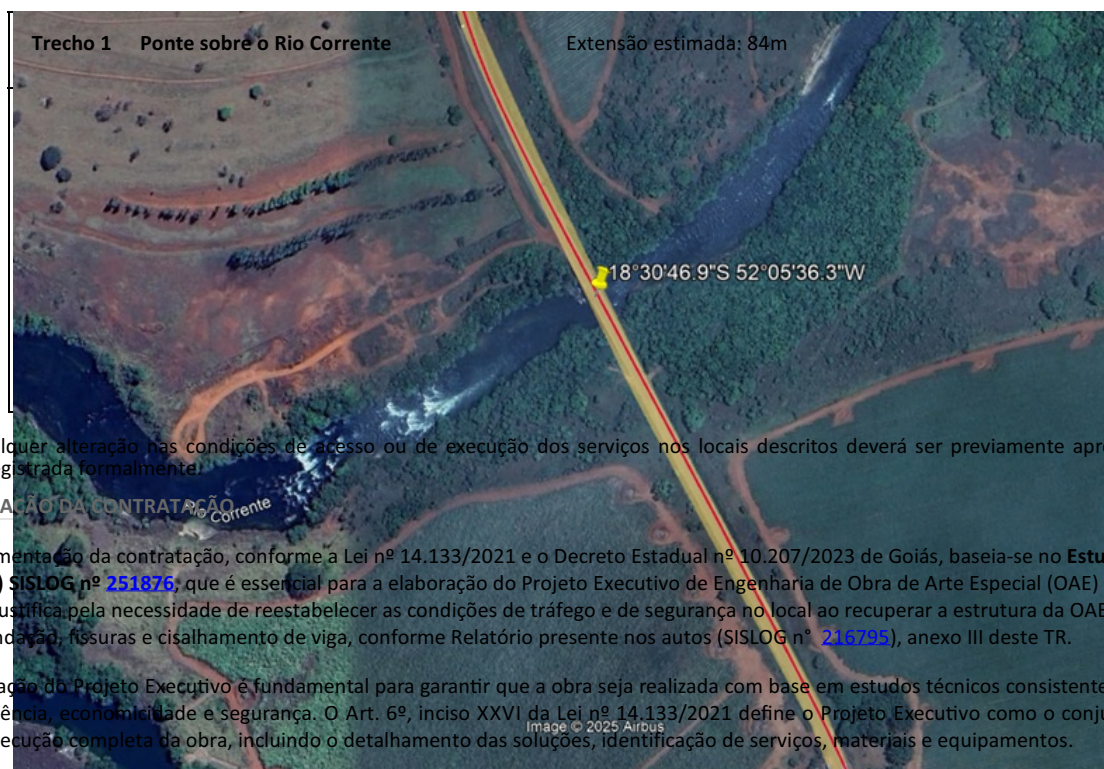 Trecho 1 Ponte sobre o Rio Corrente Extensão estimada: 84m
18°30'46.9"S 52°05'36.3"W
lquer alteração nas condições de acesso ou de execução dos serviços nos locais descritos deverá ser previamente apro
gistrada formalmente.
AÇÃO DA CONTRATAÇÃO
Rio Corrente
mentação da contratação, conforme a Lei nº 14.133/2021 e o Decreto Estadual nº 10.207/2023 de Goiás, baseia-se no Estu
) SISLOG nº 251876, que é essencial para a elaboração do Projeto Executivo de Engenharia de Obra de Arte Especial (OAE)
ustifica pela necessidade de reestabelecer as condições de tráfego e de segurança no local ao recuperar a estrutura da OAE
ndação, fissuras e cisalhamento de viga, conforme Relatório presente nos autos (SISLOG n° 216795), anexo III deste TR.
ação do Projeto Executivo é fundamental para garantir que a obra seja realizada com base em estudos técnicos consistente
ência, economicidade e segurança. O Art. 6º, inciso XXVI da Lei nº 14.133/2021 define o Projeto Executivo como o conju
Image © 2025 Airbus
ecução completa da obra, incluindo o detalhamento das soluções, identificação de serviços, materiais e equipamentos.